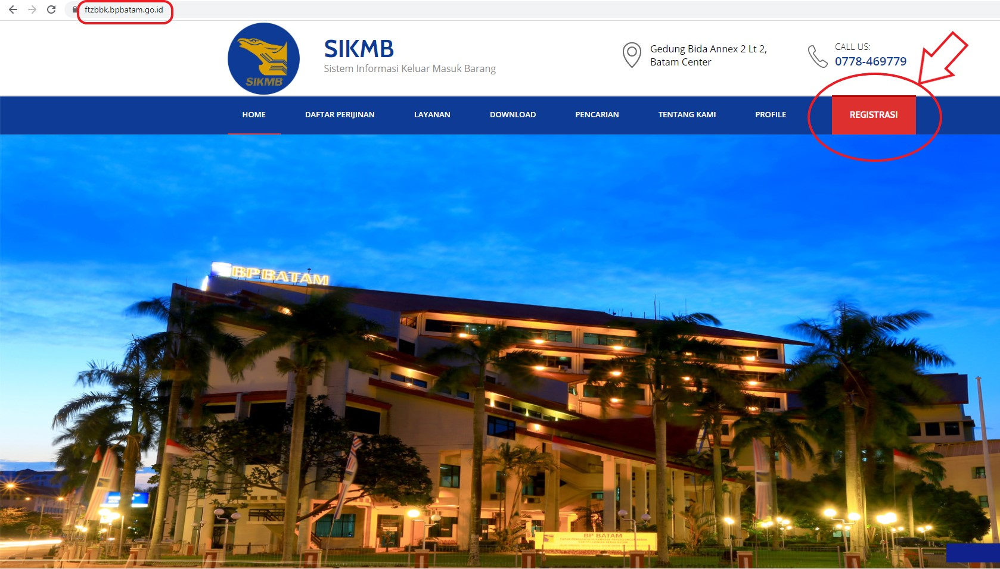 ftzbbk.bpbatam.go.id
SIKMB
SIKMB
Sistem Informasi Keluar Masuk Barang
Gedung Bida Annex 2 Lt 2,
Batam Center
CALL US:
0778-469779
HOME
DAFTAR PERIJINAN
LAYANAN
DOWNLOAD
PENCARIAN
TENTANG KAMI
PROFILE
REGISTRASI
BP BATAM
BP BATAM